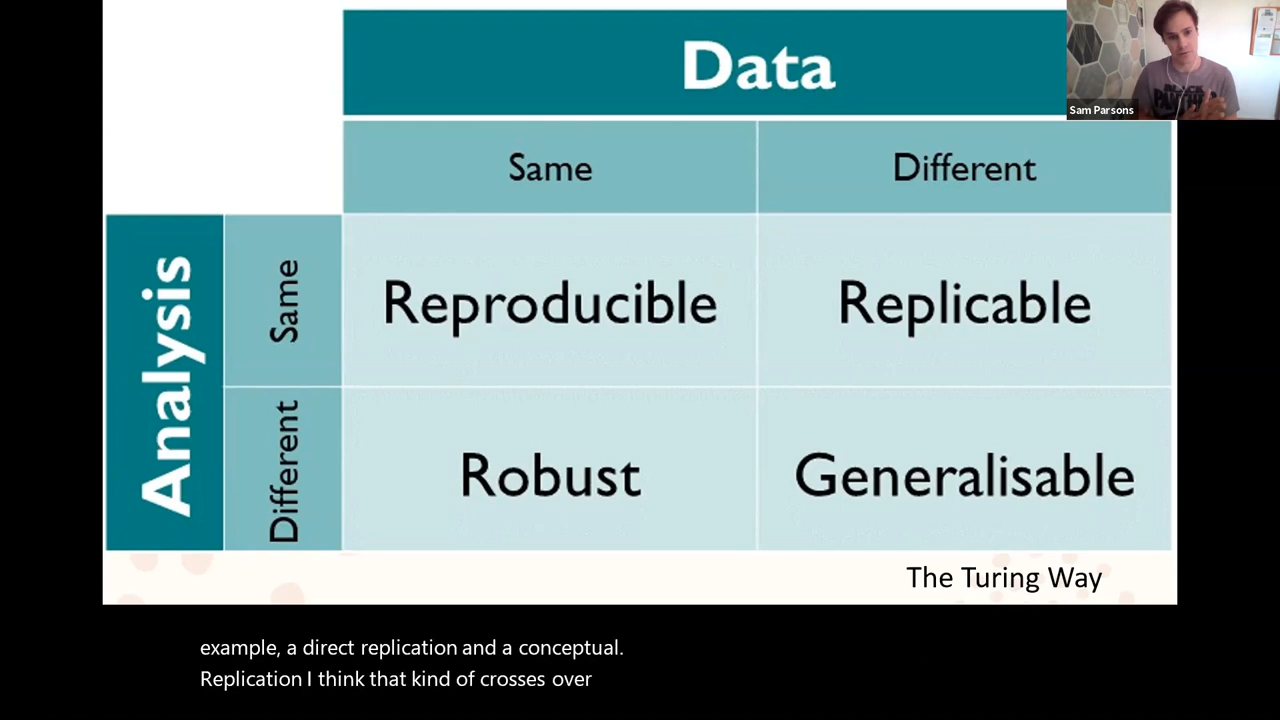 Data
Sam Parsons
Same Different
Analysis
Same
Reproducible Replicable
Different
Robust Generalisable
The Turing Way
example, a direct replication and a conceptual.
Replication I think that kind of crosses over